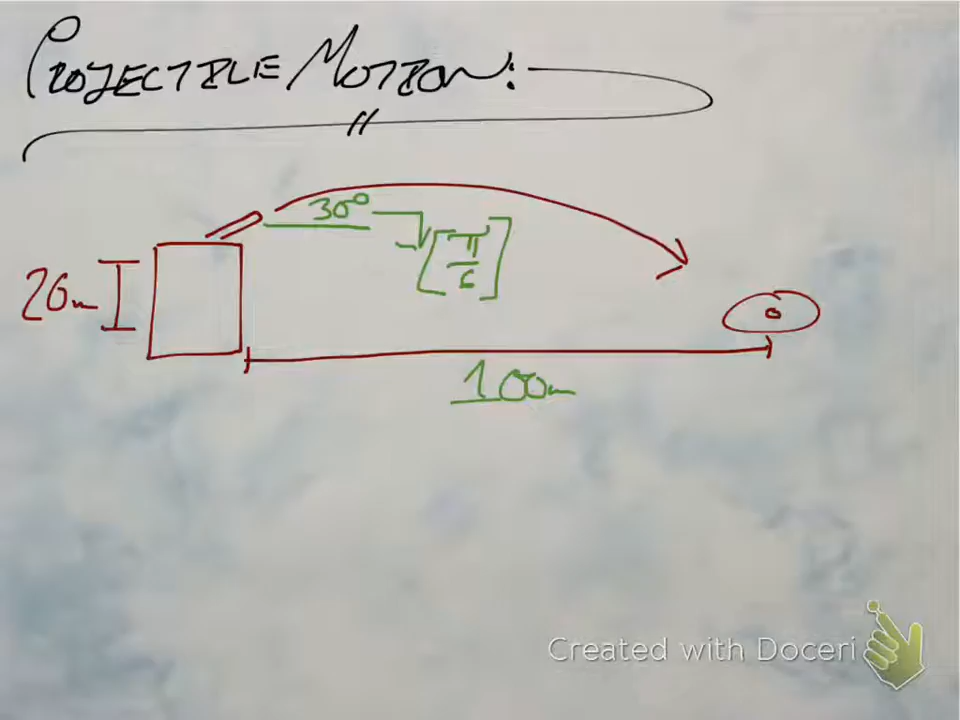 PROJECTILE MOTION:
30°
[π/6]
20m
100m
Created with Doceri